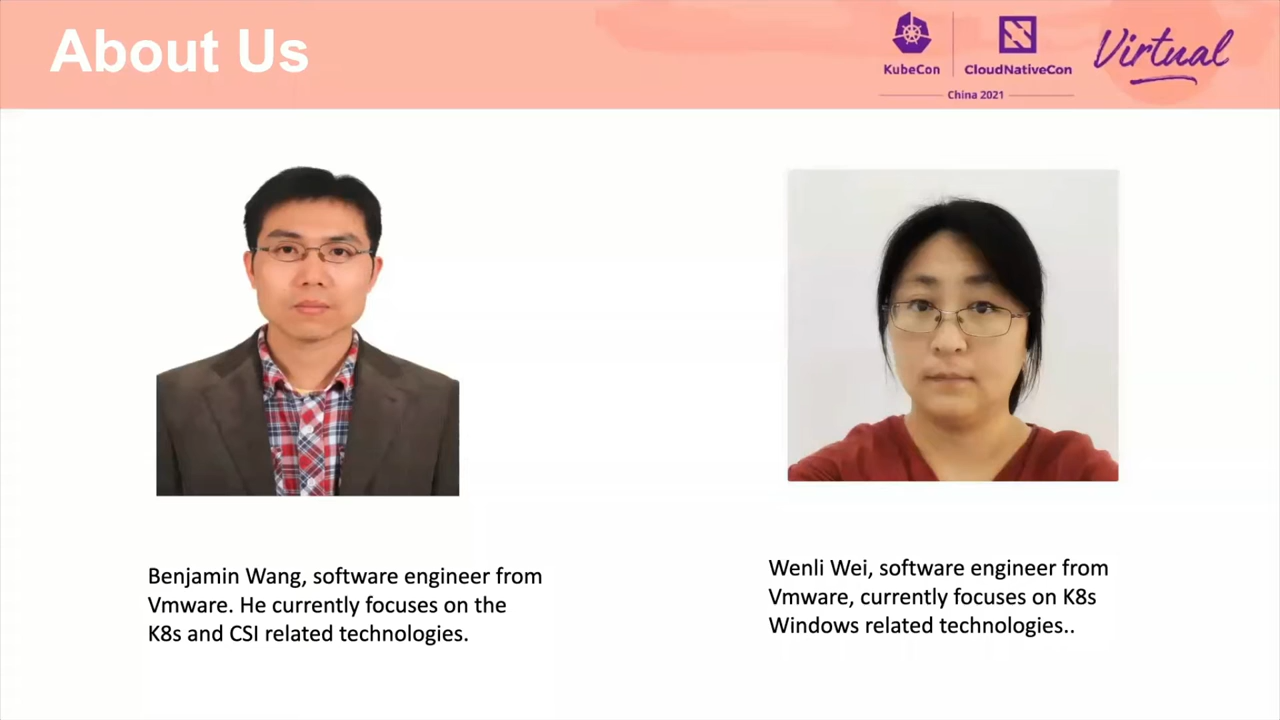 About Us
KubeCon
CloudNativeCon
China 2021
Virtual
Benjamin Wang, software engineer from
Vmware. He currently focuses on the
K8s and CSI related technologies.
Wenli Wei, software engineer from
Vmware, currently focuses on K8s
Windows related technologies..